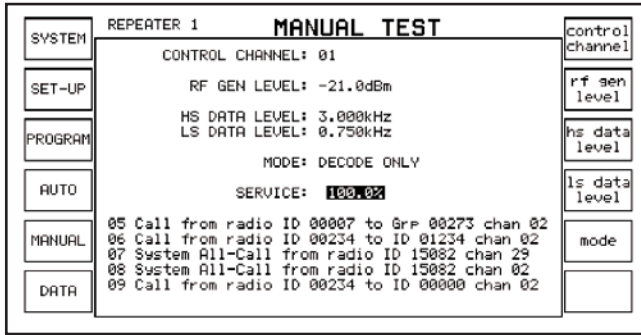 SYSTEM
SET-UP
PROGRAM
AUTO
MANUAL
DATA
REPEATER 1 MANUAL TEST
CONTROL CHANNEL: 01
RF GEN LEVEL: -21.0dBm
HS DATA LEVEL: 3.000kHz
LS DATA LEVEL: 0.750kHz
MODE: DECODE ONLY
SERVICE: 100.0%
05 Call from radio ID 00007 to Grp 00273 chan 02
06 Call from radio ID 00234 to ID 01234 chan 02
07 System All-Call from radio ID 15082 chan 29
08 System All-Call from radio ID 15082 chan 02
09 Call from radio ID 00234 to ID 00000 chan 02
control
channel
rf gen
level
hs data
level
ls data
level
mode